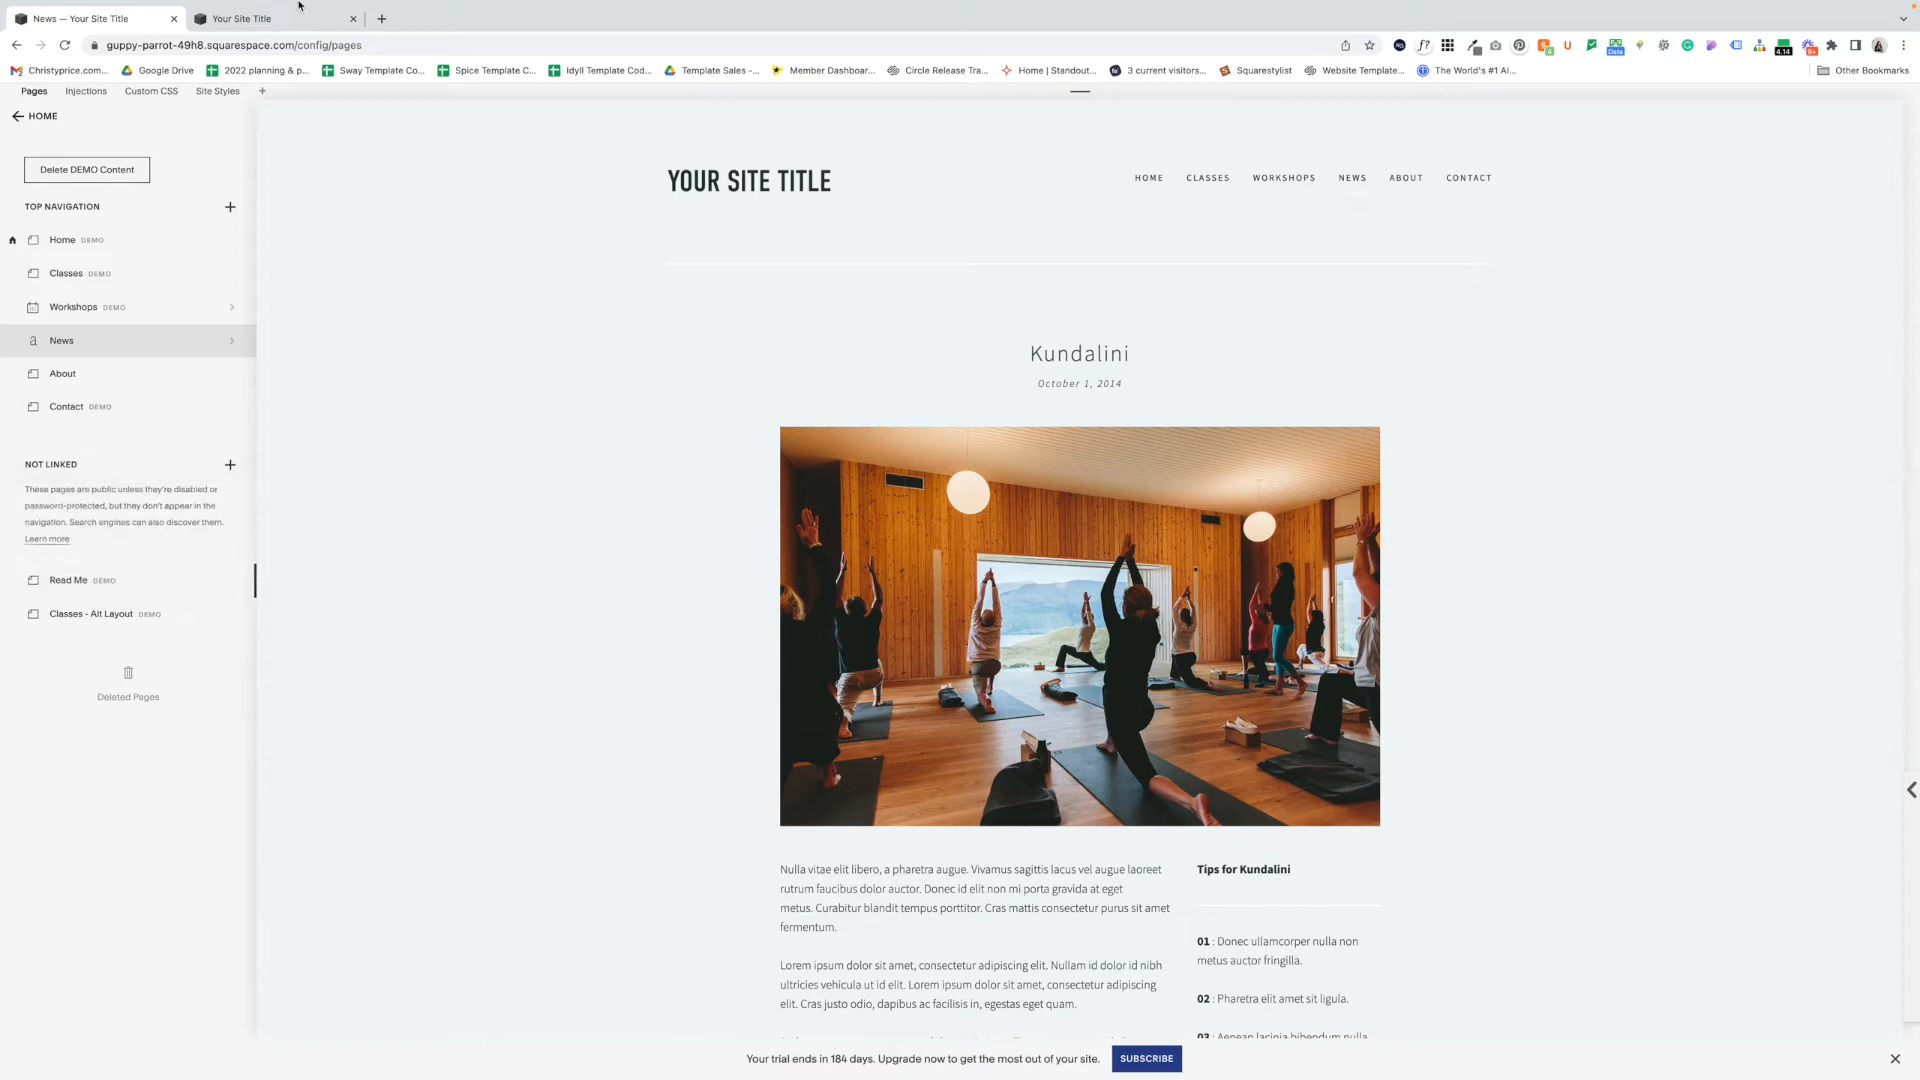 News — Your Site Title
Your Site Title
guppy-parrot-49h8.squarespace.com/config/pages
Christyprice.com...
Google Drive
2022 planning & p...
Sway Template Co...
Spice Template C...
Idyll Template Cod...
Template Sales -...
Member Dashboar...
Circle Release Tra...
Home | Standout...
3 current visitors...
Squarestylist
Website Template...
The World's #1 AI...
Other Bookmarks
Pages
Injections
Custom CSS
Site Styles
HOME
Delete DEMO Content
TOP NAVIGATION
Home DEMO
Classes DEMO
Workshops DEMO
News
About
Contact DEMO
NOT LINKED
These pages are public unless they're disabled or
password-protected, but they don't appear in the
navigation. Search engines can also discover them.
Learn more
Read Me DEMO
Classes - Alt Layout DEMO
Deleted Pages
YOUR SITE TITLE
HOME CLASSES WORKSHOPS NEWS ABOUT CONTACT
Kundalini
October 1, 2014
Nulla vitae elit libero, a pharetra augue. Vivamus sagittis lacus vel augue laoreet
rutrum faucibus dolor auctor. Donec id elit non mi porta gravida at eget
metus. Curabitur blandit tempus porttitor. Cras mattis consectetur purus sit amet
fermentum.
Lorem ipsum dolor sit amet, consectetur adipiscing elit. Nullam id dolor id nibh
ultricies vehicula ut id elit. Lorem ipsum dolor sit amet, consectetur adipiscing
elit. Cras justo odio, dapibus ac facilisis in, egestas eget quam.
Tips for Kundalini
01 : Donec ullamcorper nulla non
metus auctor fringilla.
02 : Pharetra elit amet sit ligula.
03 : Aenean lacinia bibendum nulla
Your trial ends in 184 days. Upgrade now to get the most out of your site.
SUBSCRIBE